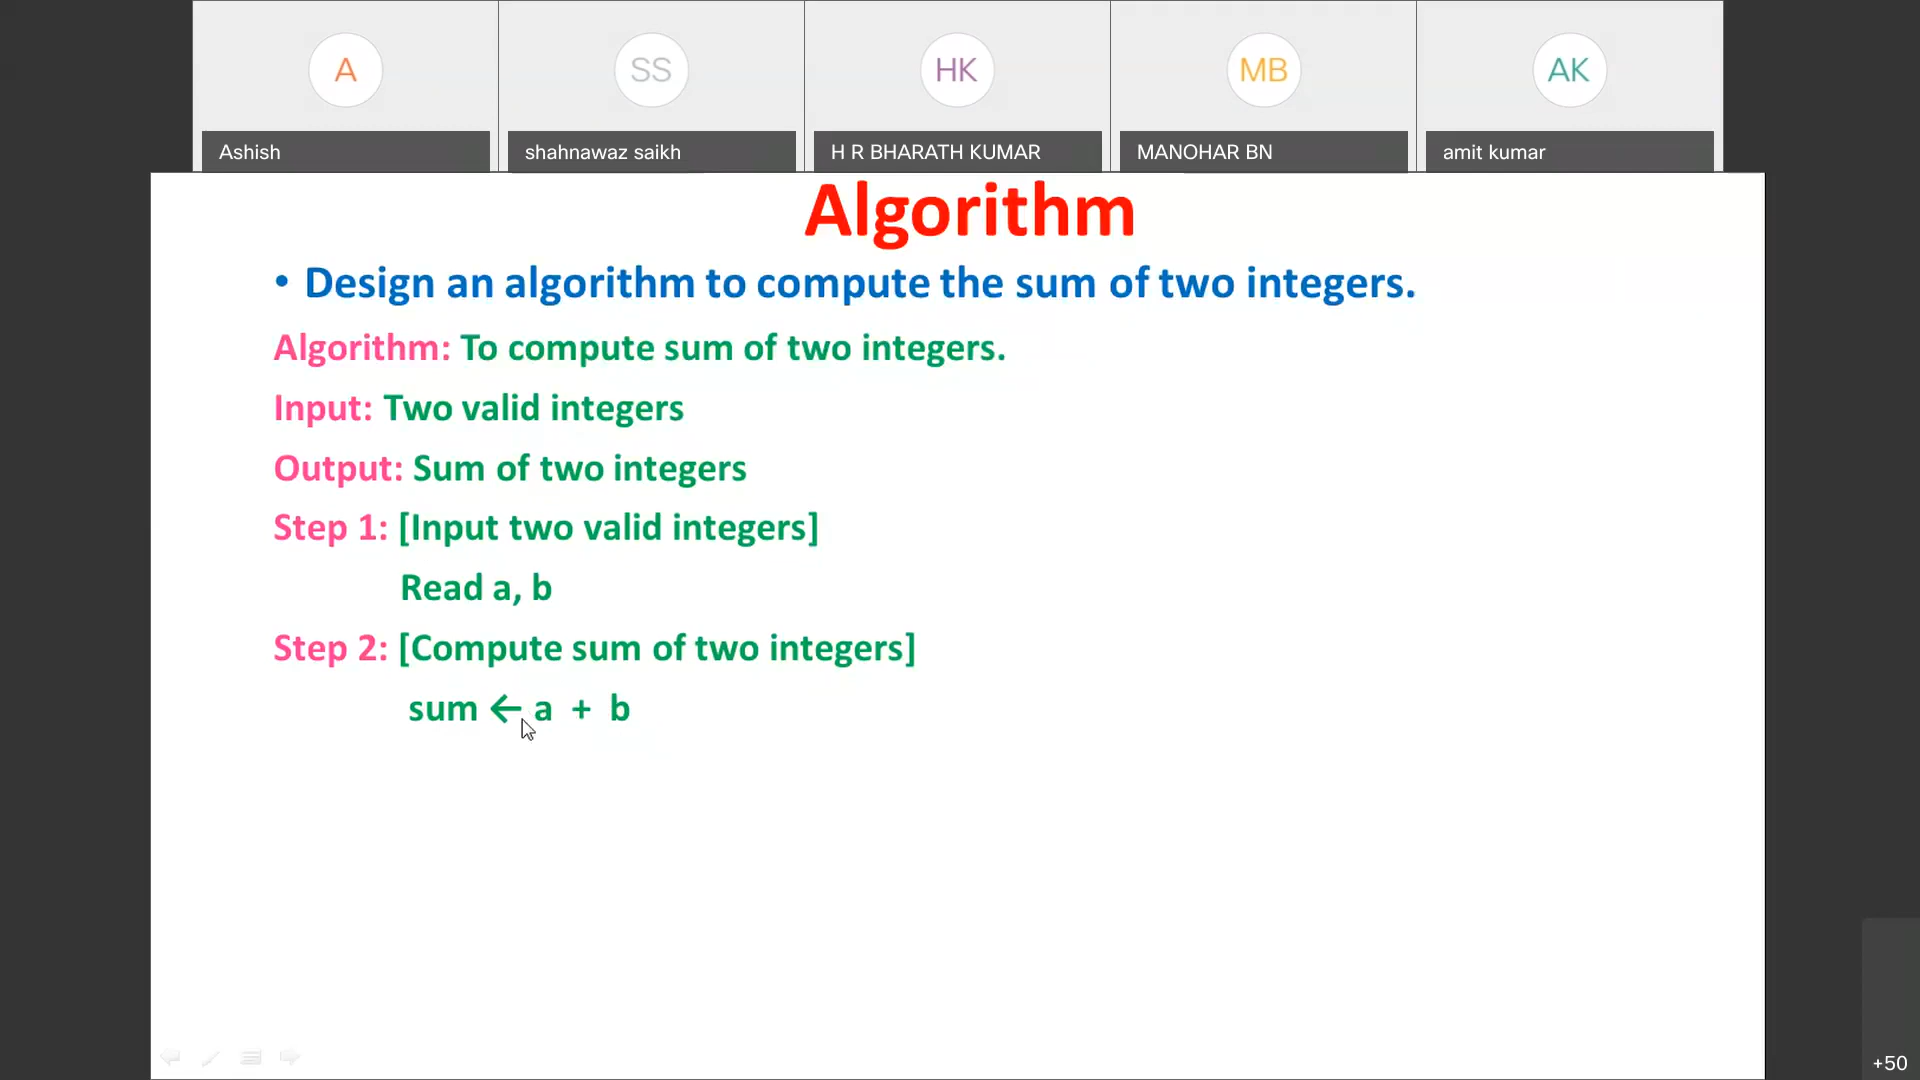 A
SS
HK
MB
AK
Ashish
shahnawaz saikh
H R BHARATH KUMAR
MANOHAR BN
amit kumar
Algorithm
• Design an algorithm to compute the sum of two integers.
Algorithm: To compute sum of two integers.
Input: Two valid integers
Output: Sum of two integers
Step 1: [Input two valid integers]
Read a, b
Step 2: [Compute sum of two integers]
sum ← a + b
+50